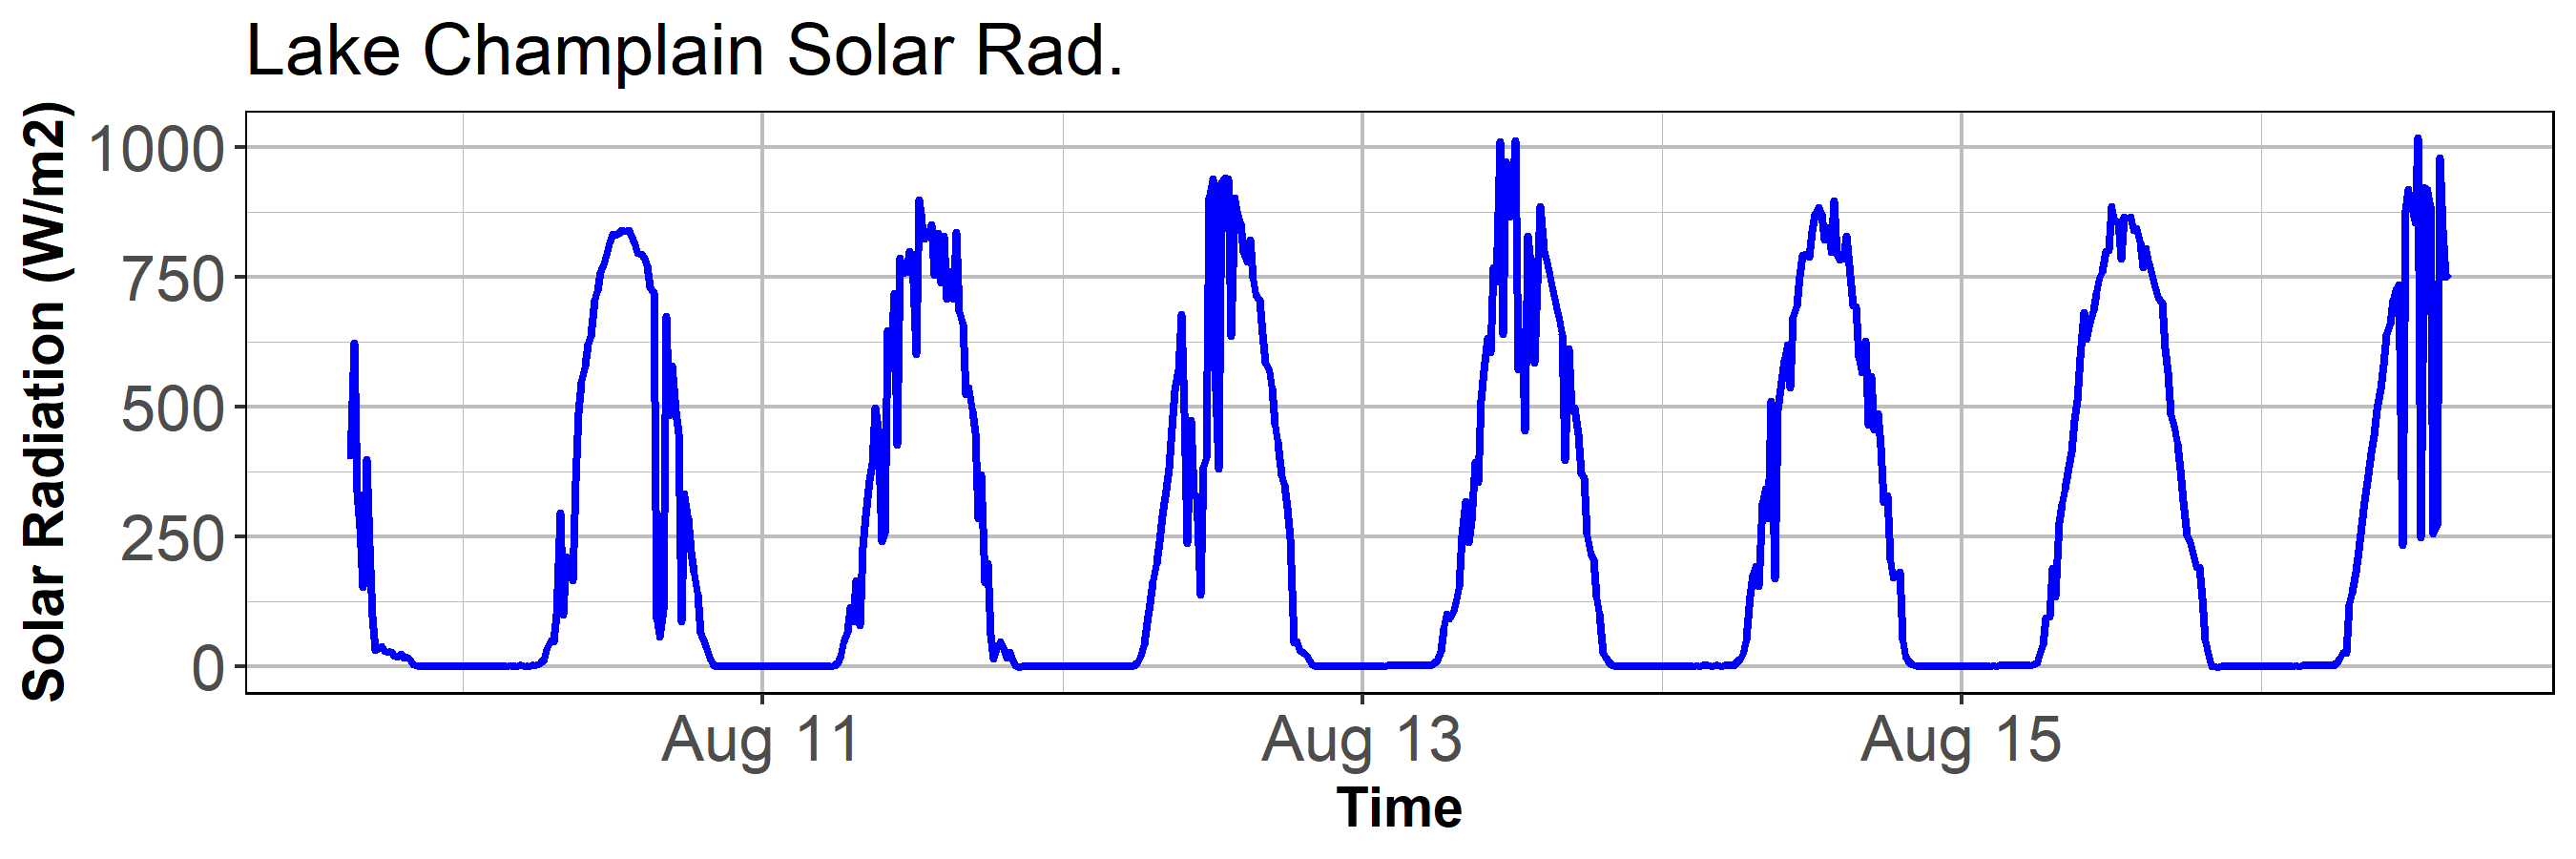 Lake Champlain Solar Rad.
Solar Radiation (W/m2)
1000
750
500
250
0
Aug 11 Aug 13 Aug 15
Time